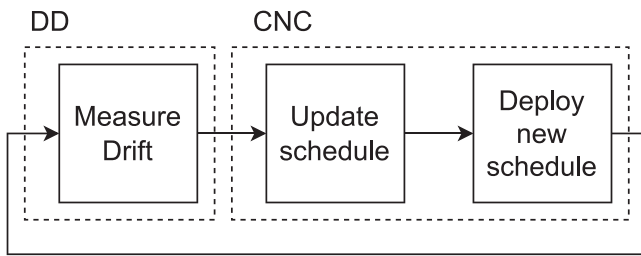 DD
CNC
Measure
Drift
Update
schedule
Deploy
new
schedule